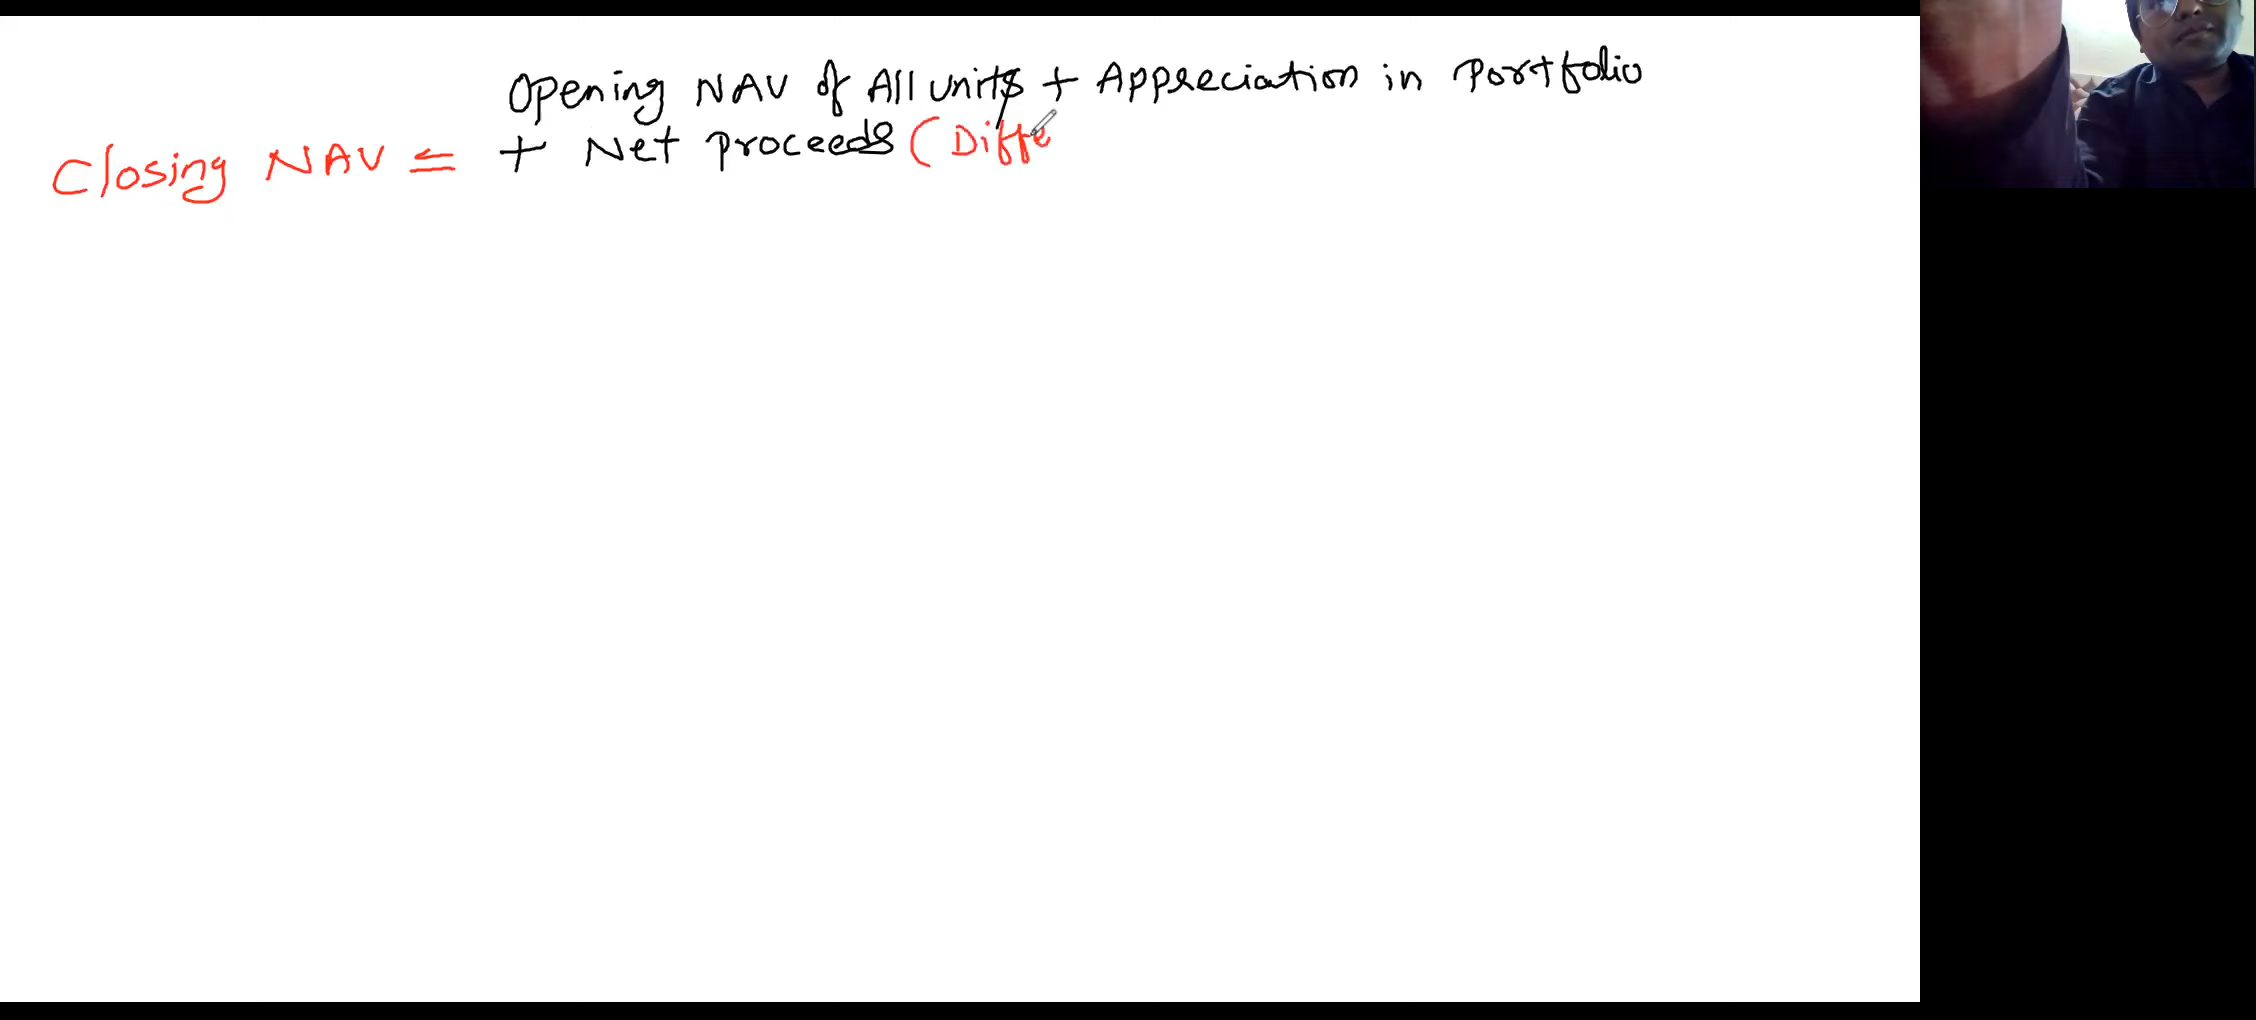 Opening NAV of All units + Appreciation in Portfolio
Closing NAV = + Net proceeds ( Diffe